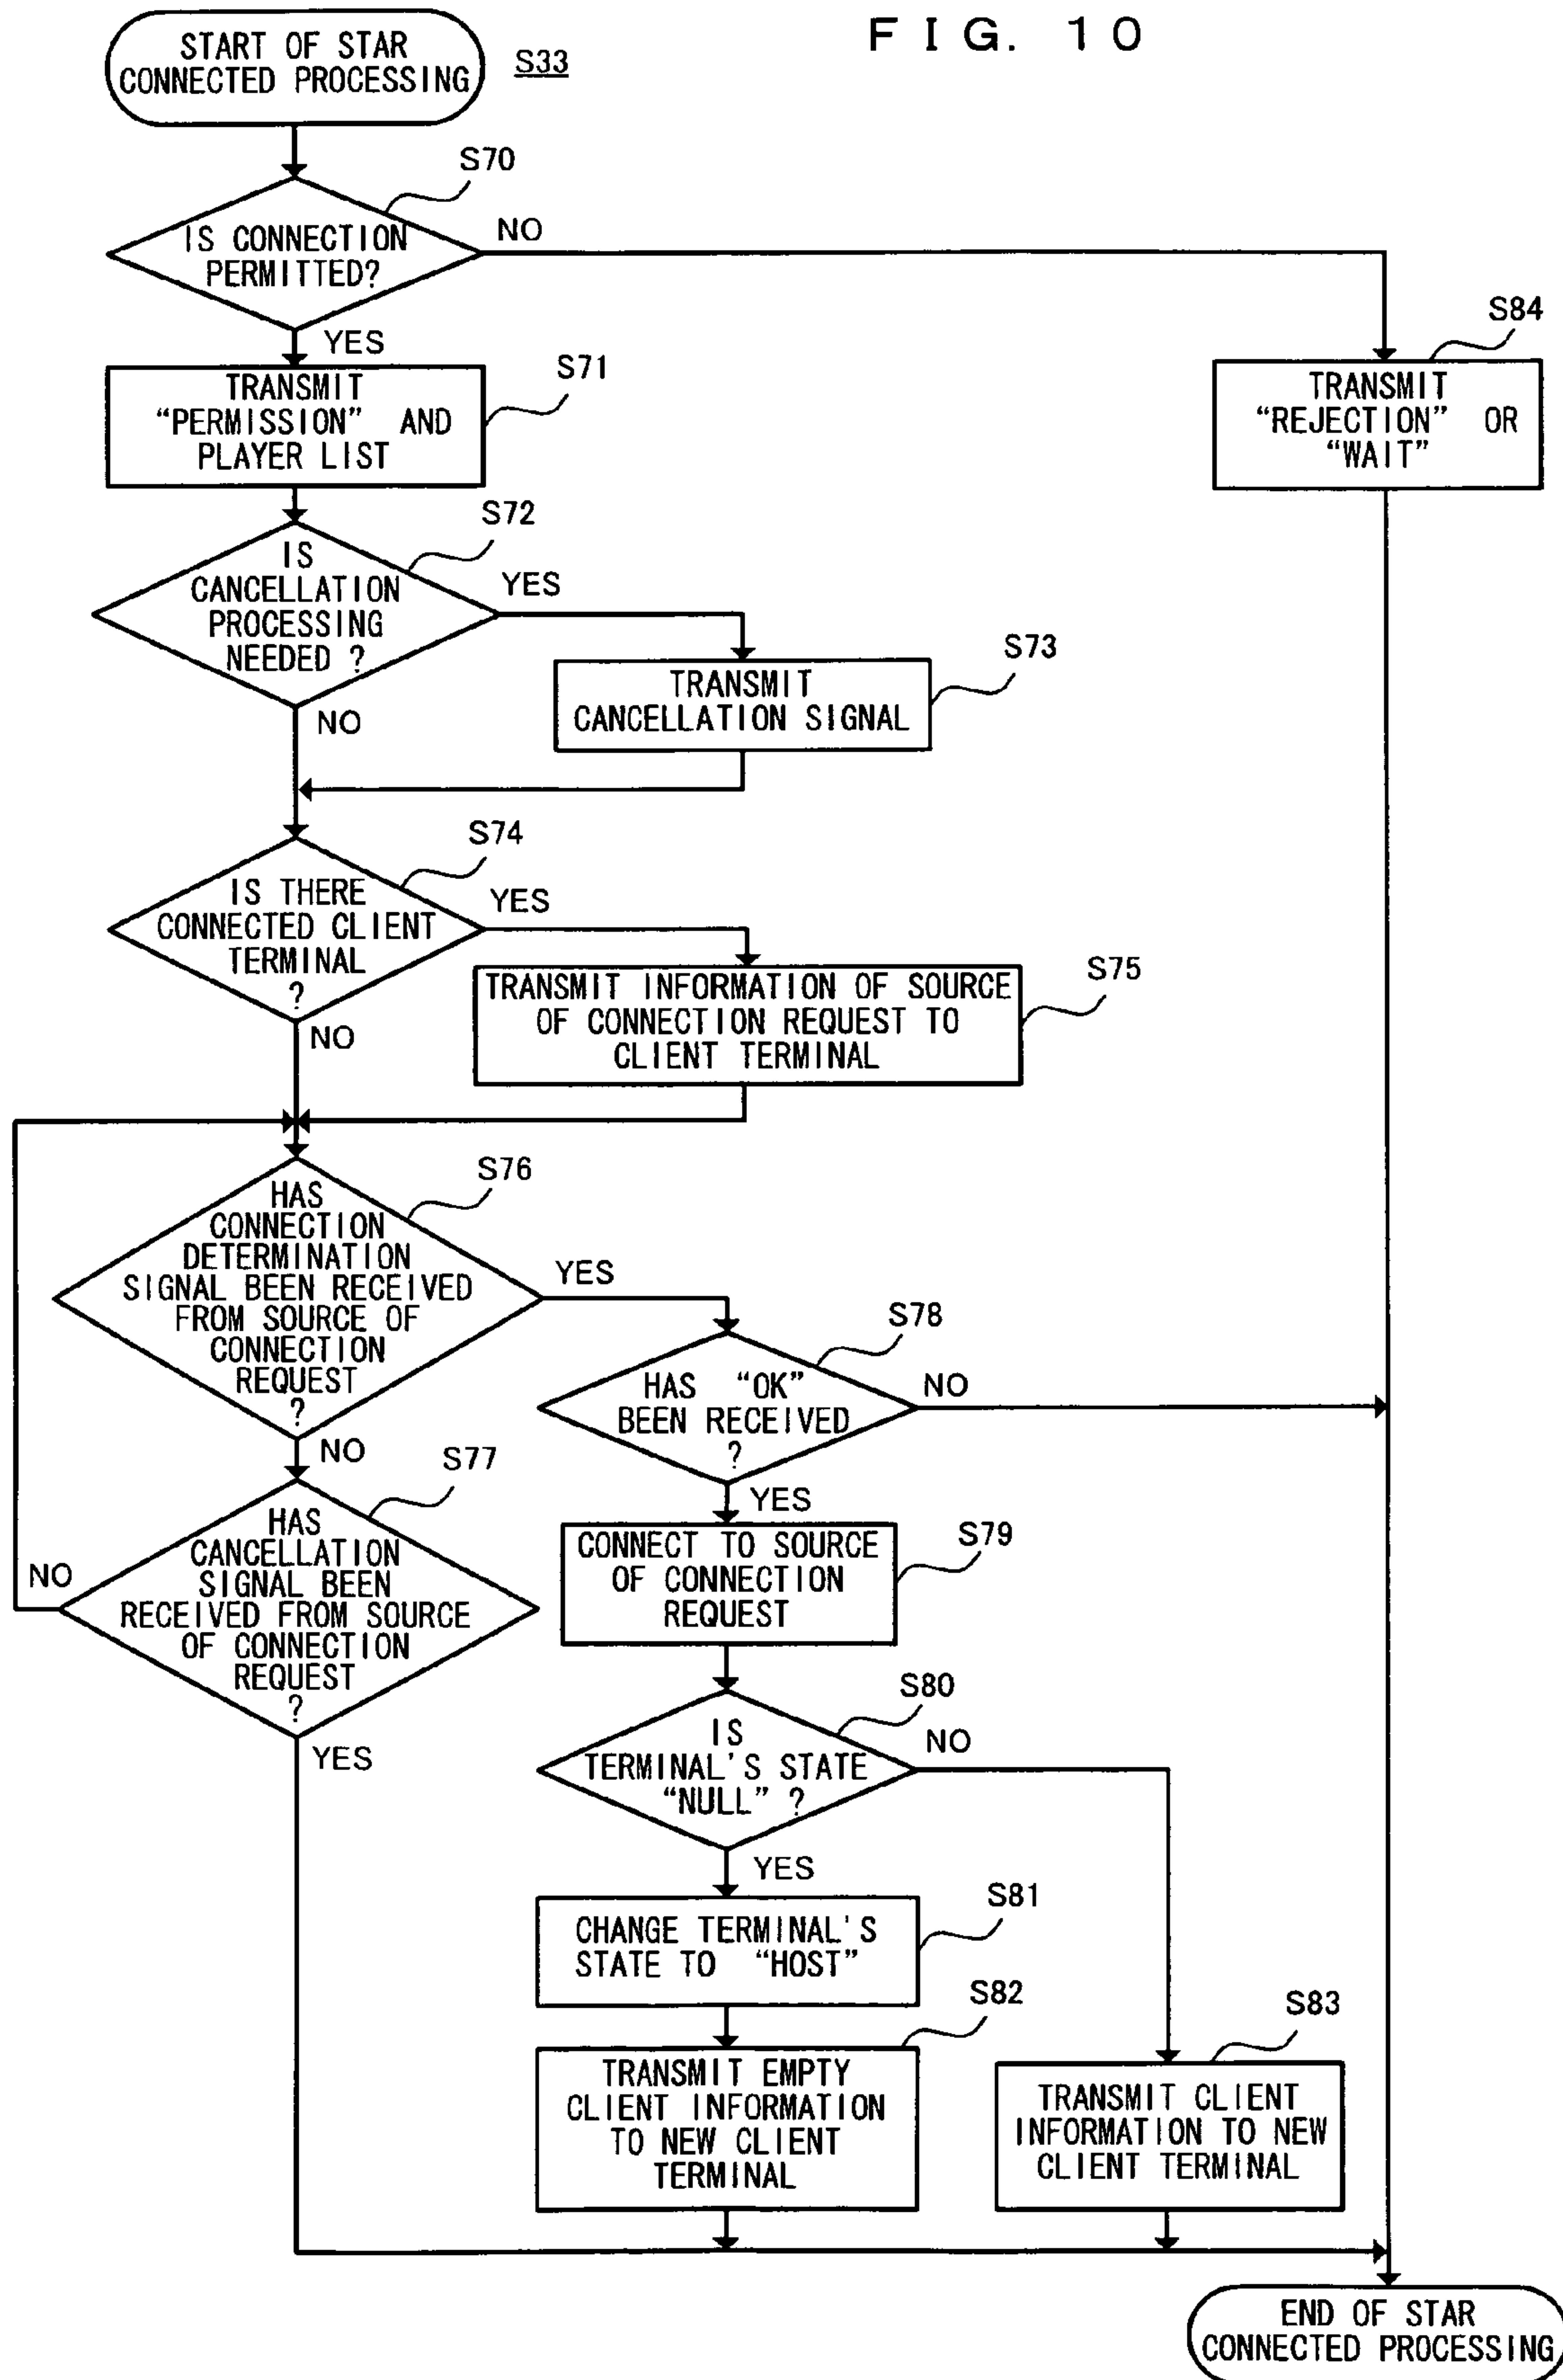 FIG. 10
START OF STAR
CONNECTED PROCESSING
S33
S70
IS CONNECTION
PERMITTED?
NO
YES
S84
TRANSMIT
“REJECTION” OR
“WAIT”
S71
TRANSMIT
“PERMISSION” AND
PLAYER LIST
S72
IS
CANCELLATION
PROCESSING
NEEDED ?
YES
NO
S73
TRANSMIT
CANCELLATION SIGNAL
S74
IS THERE
CONNECTED CLIENT
TERMINAL
?
YES
NO
S75
TRANSMIT INFORMATION OF SOURCE
OF CONNECTION REQUEST TO
CLIENT TERMINAL
S76
HAS
CONNECTION
DETERMINATION
SIGNAL BEEN RECEIVED
FROM SOURCE OF
CONNECTION
REQUEST
?
YES
NO
S78
HAS “OK”
BEEN RECEIVED
?
NO
YES
S77
HAS
CANCELLATION
SIGNAL BEEN
RECEIVED FROM SOURCE
OF CONNECTION
REQUEST
?
NO
YES
S79
CONNECT TO SOURCE
OF CONNECTION
REQUEST
S80
IS
TERMINAL'S STATE
“NULL” ?
NO
YES
S81
CHANGE TERMINAL'S
STATE TO “HOST”
S82
TRANSMIT EMPTY
CLIENT INFORMATION
TO NEW CLIENT
TERMINAL
S83
TRANSMIT CLIENT
INFORMATION TO NEW
CLIENT TERMINAL
END OF STAR
CONNECTED PROCESSING